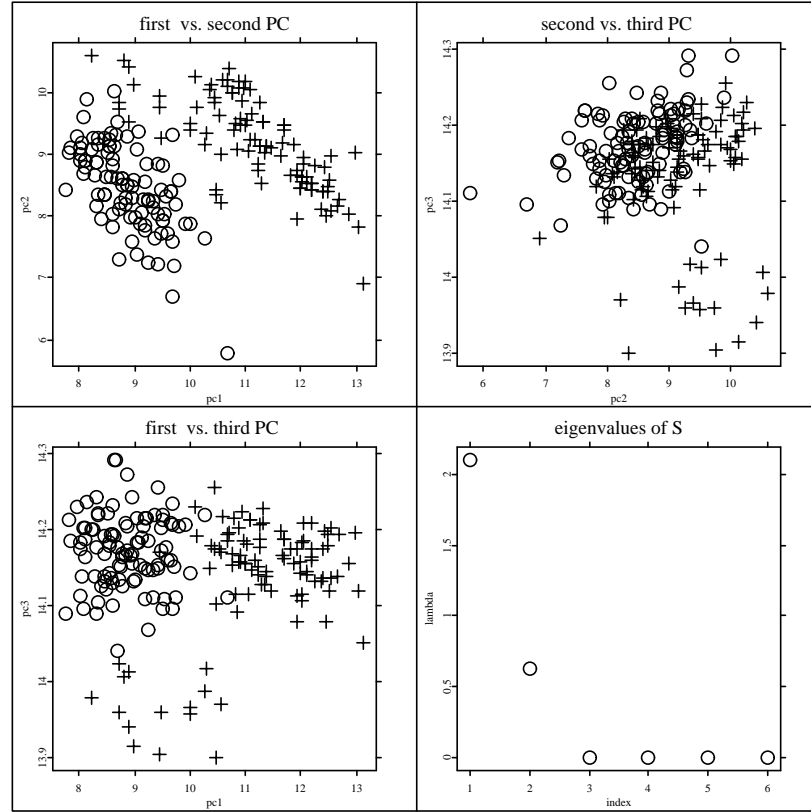 first vs. second PC
10
9
8
7
6
pc2
8 9 10 11 12 13
pc1
second vs. third PC
14.3
14.2
14.1
14
13.9
pc3
6 7 8 9 10
pc2
first vs. third PC
14.3
14.2
14.1
14
13.9
pc3
8 9 10 11 12 13
pc1
eigenvalues of S
2
1.5
1
0.5
0
lambda
1 2 3 4 5 6
index